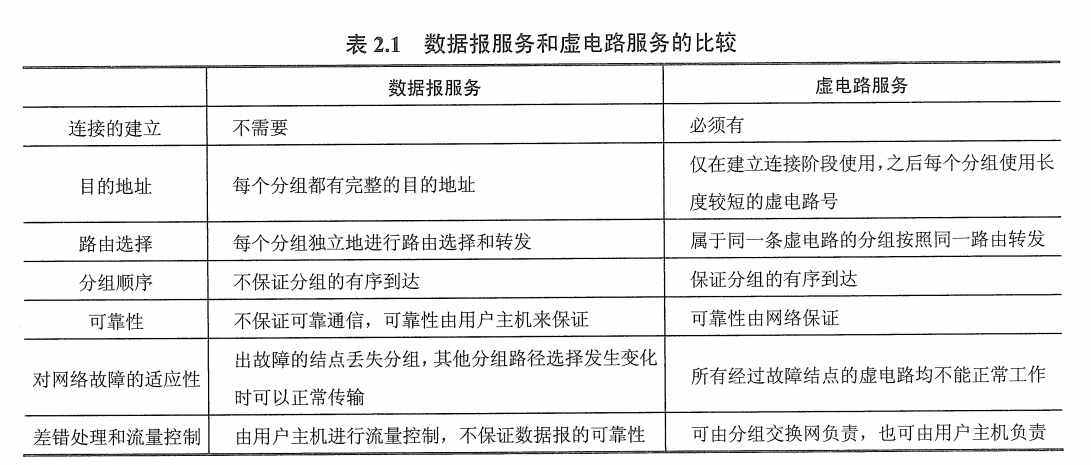 表 2.1 数据报服务和虚电路服务的比较
数据报服务 虚电路服务
连接的建立 不需要 必须有
目的地址 每个分组都有完整的目的地址 仅在建立连接阶段使用，之后每个分组使用长
度较短的虚电路号
路由选择 每个分组独立地进行路由选择和转发 属于同一条虚电路的分组按照同一路由转发
分组顺序 不保证分组的有序到达 保证分组的有序到达
可靠性 不保证可靠通信，可靠性由用户主机来保证 可靠性由网络保证
对网络故障的适应性 出故障的结点丢失分组，其他分组路径选择发生变化
时可以正常传输 所有经过故障结点的虚电路均不能正常工作
差错处理和流量控制 由用户主机进行流量控制，不保证数据报的可靠性 可由分组交换网负责，也可由用户主机负责